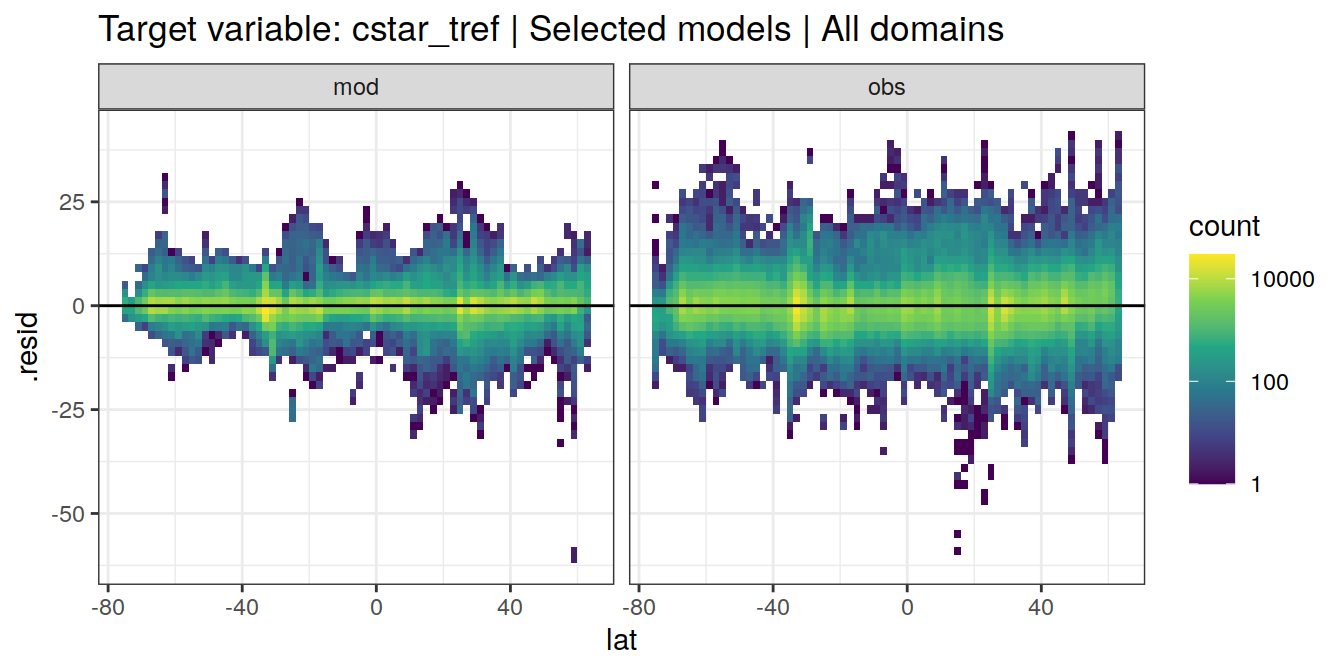 Target variable: cstar_tref | Selected models | All domains
mod
obs
25
0
-25
-50
.resid
-80
-40
0
40
-80
-40
0
40
lat
count
10000
100
1